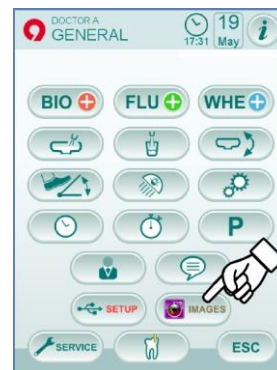 DOCTOR A
GENERAL
17:31
19
May
i
BIO
FLU
WHE
P
SETUP
IMAGES
SERVICE
ESC